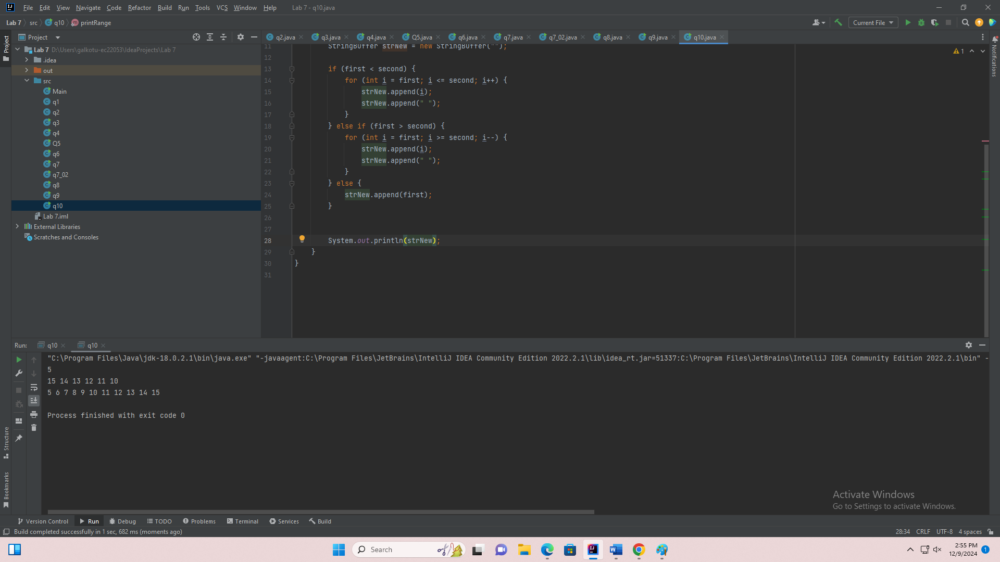 File Edit View Navigate Code Refactor Build Run Tools VCS Window Help Lab 7 - q10.java
Lab 7 src q10 printRange
Current File
Project
q2.java q3.java q4.java Q5.java q6.java q7.java q7_02.java q8.java q9.java q10.java
Project
Notifications
Lab 7 D:\Users\galkotu-ec22053\IdeaProjects\Lab 7
.idea
out
src
Main
q1
q2
q3
q4
Q5
q6
q7
q7_02
q8
q9
q10
Lab 7.iml
External Libraries
Scratches and Consoles
1
11 StringBuffer strNew = new StringBuffer("");
12
13 if (first < second) {
14 for (int i = first; i <= second; i++) {
15 strNew.append(i);
16 strNew.append(" ");
17 }
18 } else if (first > second) {
19 for (int i = first; i >= second; i--) {
20 strNew.append(i);
21 strNew.append(" ");
22 }
23 } else {
24 strNew.append(first);
25 }
26
27
28 System.out.println(strNew);
29 }
30 }
31
Run: q10 q10
"C:\Program Files\Java\jdk-18.0.2.1\bin\java.exe" "-javaagent:C:\Program Files\JetBrains\IntelliJ IDEA Community Edition 2022.2.1\lib\idea_rt.jar=51337:C:\Program Files\JetBrains\IntelliJ IDEA Community Edition 2022.2.1\bin" -
5
15 14 13 12 11 10
5 6 7 8 9 10 11 12 13 14 15
Process finished with exit code 0
Structure
Bookmarks
Activate Windows
Go to Settings to activate Windows.
Version Control Run Debug TODO Problems Terminal Services Build
Build completed successfully in 1 sec, 682 ms (moments ago)
28:34 CRLF UTF-8 4 spaces
Search
2:55 PM
12/9/2024
1